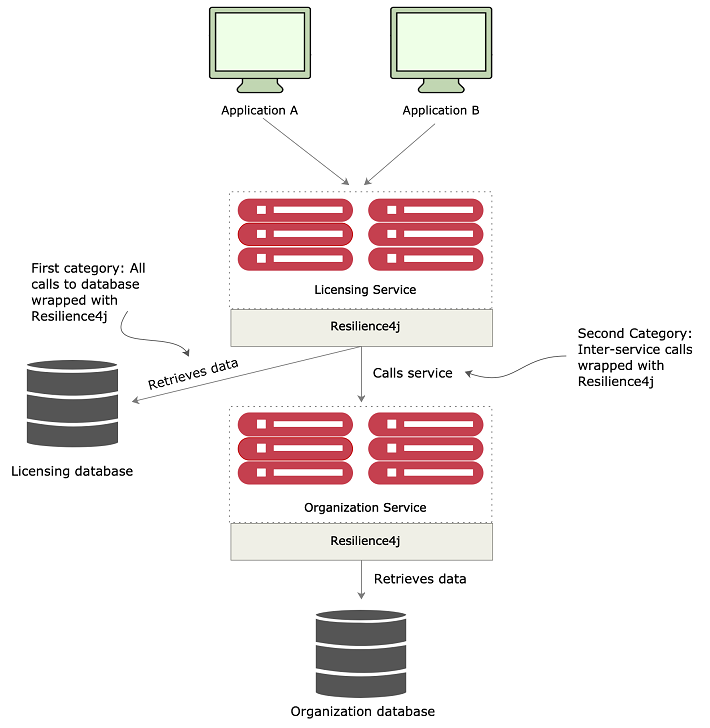 Application A
Application B
Licensing Service
First category: All
calls to database
wrapped with
Resilience4j
Resilience4j
Second Category:
Inter-service calls
wrapped with
Resilience4j
Retrieves data
Calls service
Licensing database
Organization Service
Resilience4j
Retrieves data
Organization database